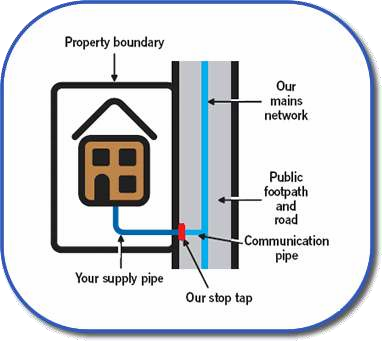 Property boundary
Our
mains
network
Public
footpath
and
road
Communication
pipe
Your supply pipe
Our stop tap